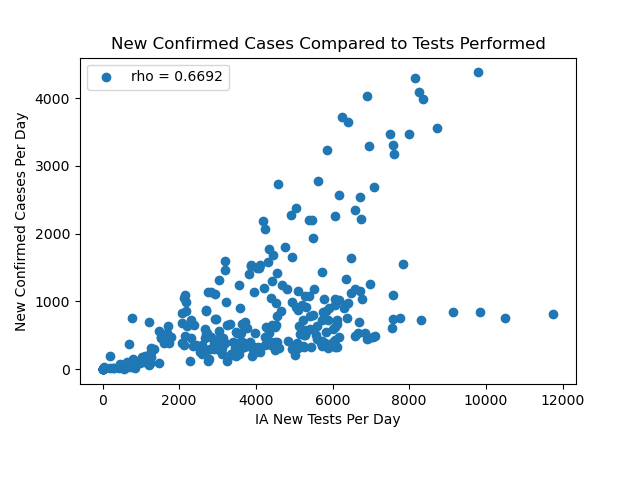 New Confirmed Cases Compared to Tests Performed
rho = 0.6692
New Confirmed Caeses Per Day
4000
3000
2000
1000
0
0 2000 4000 6000 8000 10000 12000
IA New Tests Per Day